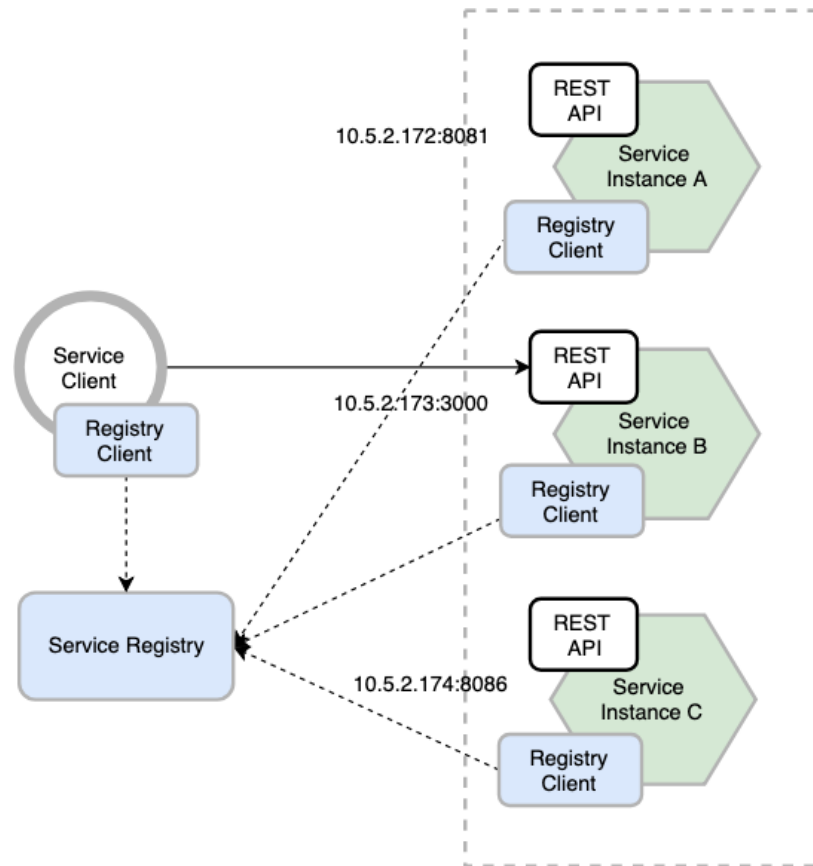 REST
API
10.5.2.172:8081
Service
Instance A
Registry
Client
Service
Client
REST
API
10.5.2.173:3000
Service
Instance B
Registry
Client
Registry
Client
REST
API
Service Registry
10.5.2.174:8086
Service
Instance C
Registry
Client